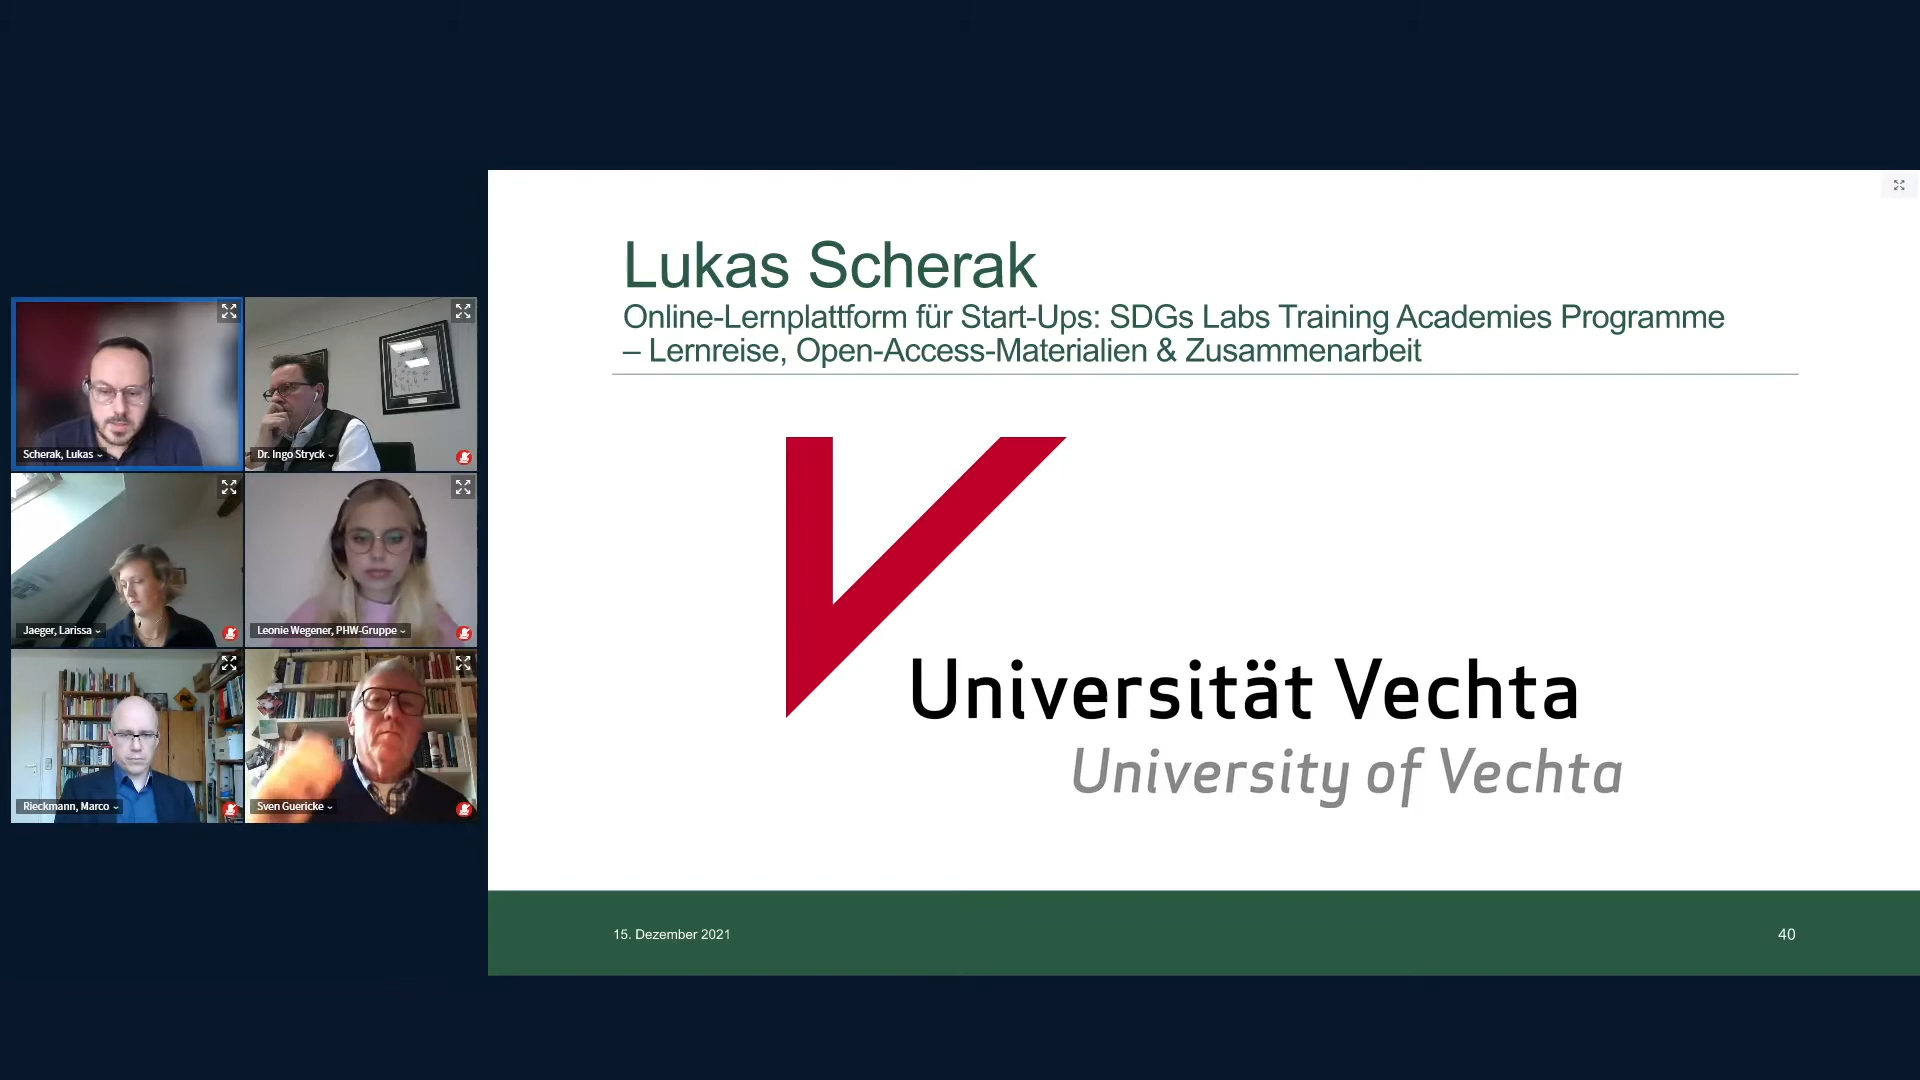 Lukas Scherak
Online-Lernplattform für Start-Ups: SDGs Labs Training Academies Programme
– Lernreise, Open-Access-Materialien & Zusammenarbeit
Scherak, Lukas
Dr. Ingo Stryck
Jaeger, Larissa
Leonie Wegener, PHW-Gruppe
Rieckmann, Marco
Sven Guericke
Universität Vechta
University of Vechta
15. Dezember 2021
40